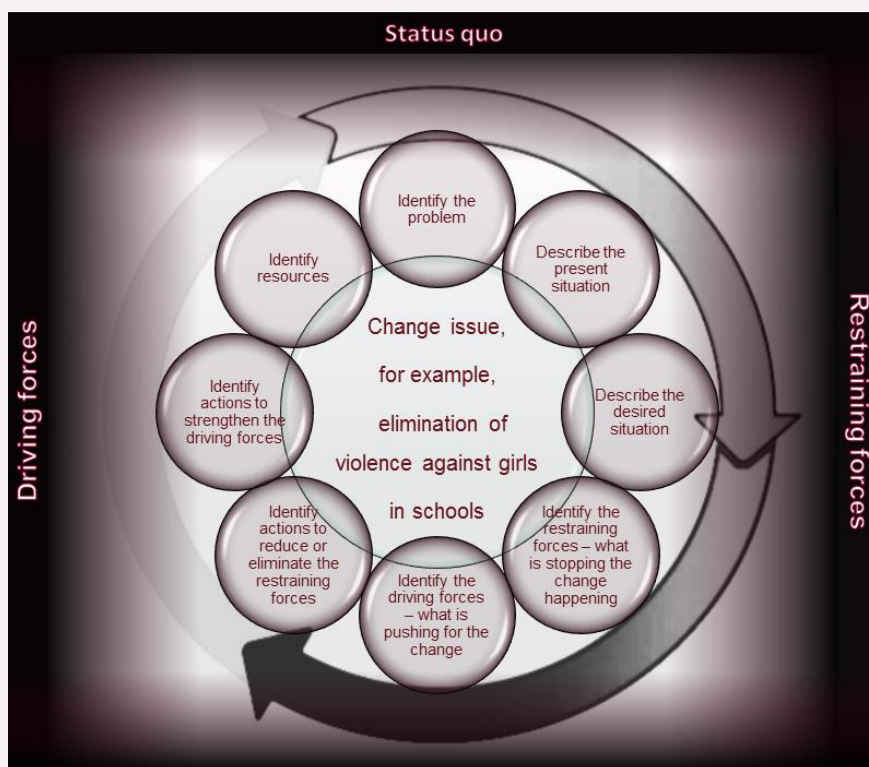 Status quo
Identify the
problem
Describe the
present
situation
Describe the
desired
situation
Identify the
restraining
forces – what
is stopping the
change
happening
Identify the
driving forces
– what is
pushing for the
change
Identify
actions to
reduce or
eliminate the
restraining
forces
Identify
actions to
strengthen the
driving forces
Identify
resources
Change issue,
for example,
elimination of
violence against girls
in schools
Driving forces
Restraining forces